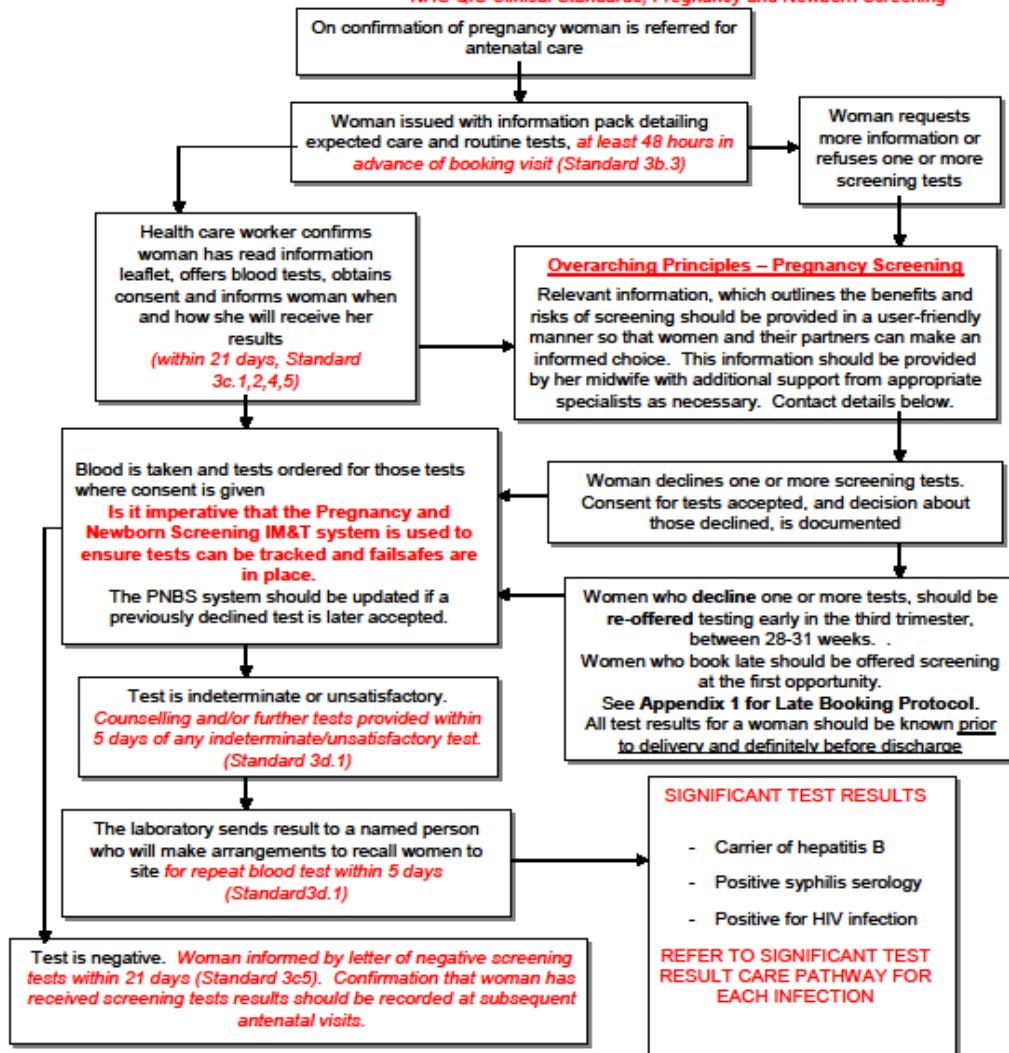 NHS QIS Clinical Standards, Pregnancy and Newborn Screening
On confirmation of pregnancy woman is referred for
antenatal care
Woman issued with information pack detailing
expected care and routine tests, at least 48 hours in
advance of booking visit (Standard 3b.3)
Woman requests
more information or
refuses one or more
screening tests
Health care worker confirms
woman has read information
leaflet, offers blood tests, obtains
consent and informs woman when
and how she will receive her
results
(within 21 days, Standard
3c.1,2,4,5)
Overarching Principles – Pregnancy Screening
Relevant information, which outlines the benefits and
risks of screening should be provided in a user-friendly
manner so that women and their partners can make an
informed choice.  This information should be provided
by her midwife with additional support from appropriate
specialists as necessary.  Contact details below.
Blood is taken and tests ordered for those tests
where consent is given
Is it imperative that the Pregnancy and
Newborn Screening IM&T system is used to
ensure tests can be tracked and failsafes are
in place.
The PNBS system should be updated if a
previously declined test is later accepted.
Woman declines one or more screening tests.
Consent for tests accepted, and decision about
those declined, is documented
Women who decline one or more tests, should be
re-offered testing early in the third trimester,
between 28-31 weeks. .
Women who book late should be offered screening
at the first opportunity.
See Appendix 1 for Late Booking Protocol.
All test results for a woman should be known prior
to delivery and definitely before discharge
Test is indeterminate or unsatisfactory.
Counselling and/or further tests provided within
5 days of any indeterminate/unsatisfactory test.
(Standard 3d.1)
The laboratory sends result to a named person
who will make arrangements to recall women to
site for repeat blood test within 5 days
(Standard3d.1)
SIGNIFICANT TEST RESULTS
- Carrier of hepatitis B
- Positive syphilis serology
- Positive for HIV infection
REFER TO SIGNIFICANT TEST
RESULT CARE PATHWAY FOR
EACH INFECTION
Test is negative.  Woman informed by letter of negative screening
tests within 21 days (Standard 3c5).  Confirmation that woman has
received screening tests results should be recorded at subsequent
antenatal visits.